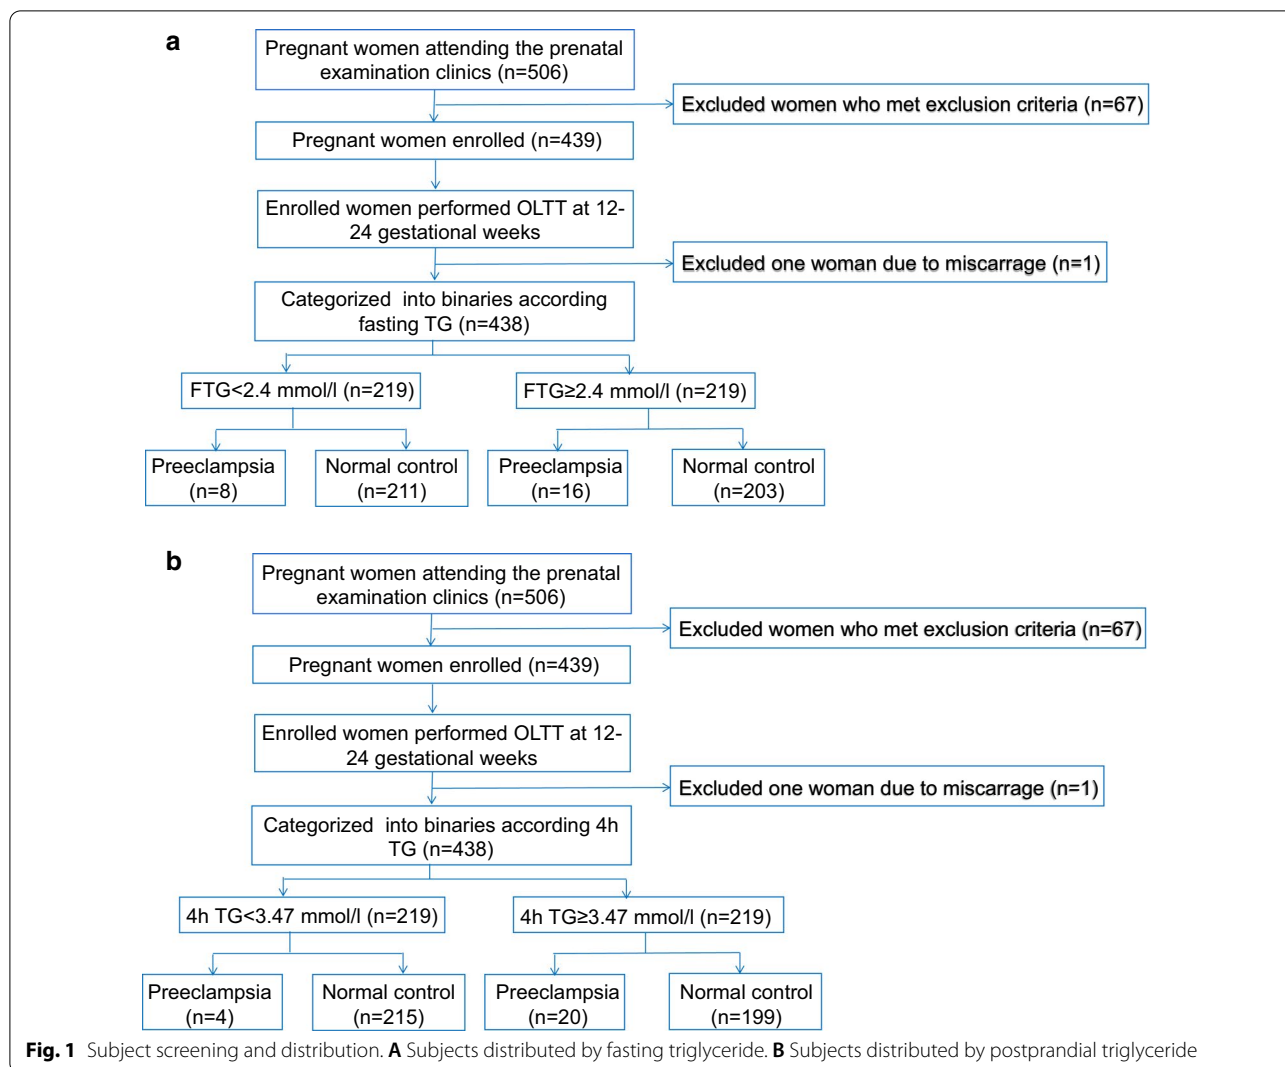 a
Pregnant women attending the prenatal
examination clinics (n=506)
Excluded women who met exclusion criteria (n=67)
Pregnant women enrolled (n=439)
Enrolled women performed OLTT at 12-
24 gestational weeks
Excluded one woman due to miscarrage (n=1)
Categorized into binaries according
fasting TG (n=438)
FTG<2.4 mmol/l (n=219)
FTG≥2.4 mmol/l (n=219)
Preeclampsia
(n=8)
Normal control
(n=211)
Preeclampsia
(n=16)
Normal control
(n=203)
b
Pregnant women attending the prenatal
examination clinics (n=506)
Excluded women who met exclusion criteria (n=67)
Pregnant women enrolled (n=439)
Enrolled women performed OLTT at 12-
24 gestational weeks
Excluded one woman due to miscarrage (n=1)
Categorized into binaries according 4h
TG (n=438)
4h TG<3.47 mmol/l (n=219)
4h TG≥3.47 mmol/l (n=219)
Preeclampsia
(n=4)
Normal control
(n=215)
Preeclampsia
(n=20)
Normal control
(n=199)
Fig. 1 Subject screening and distribution. A Subjects distributed by fasting triglyceride. B Subjects distributed by postprandial triglyceride